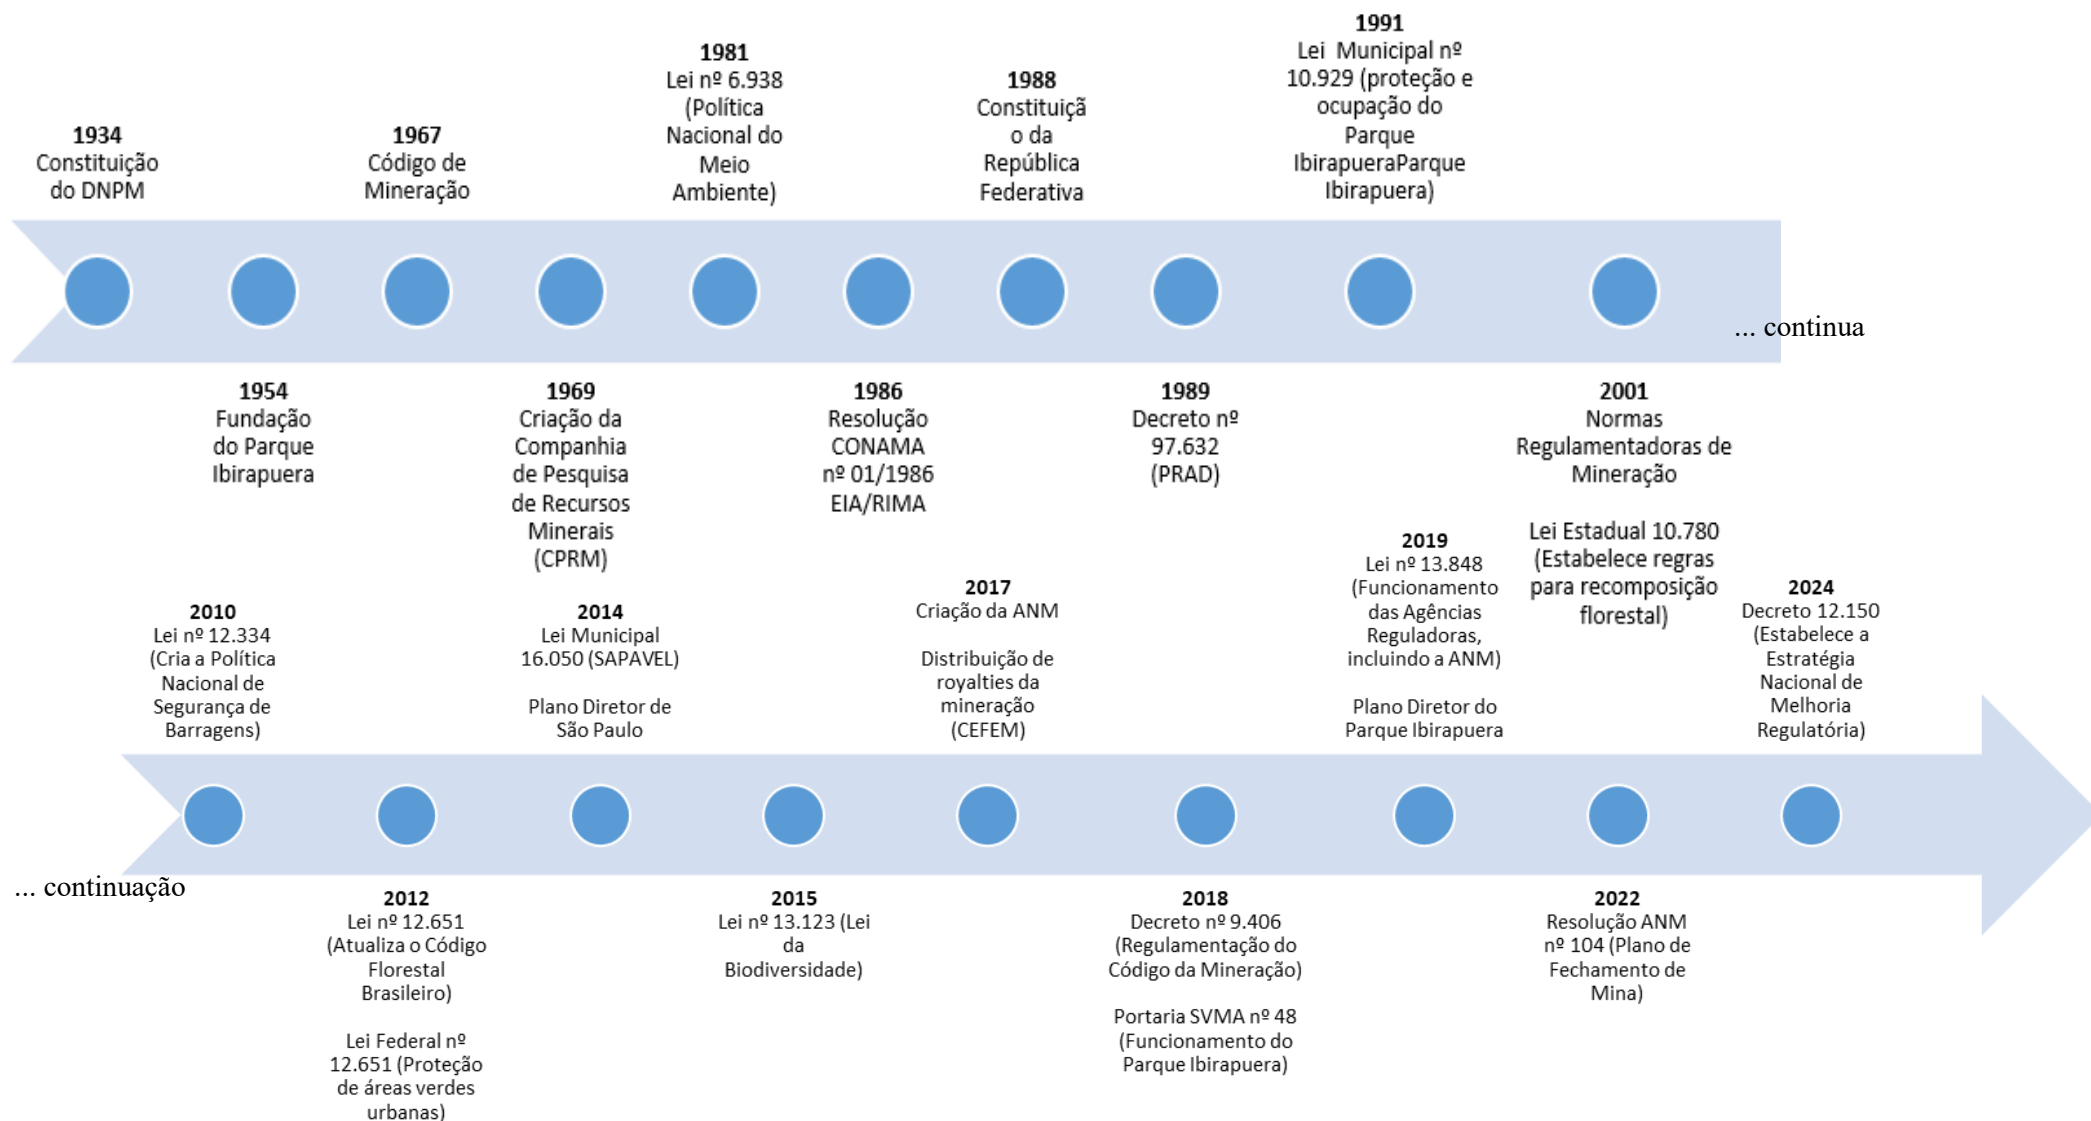 1934
Constituição
do DNPM
1954
Fundação
do Parque
Ibirapuera
1967
Código de
Mineração
1969
Criação da
Companhia
de Pesquisa
de Recursos
Minerais
(CPRM)
1981
Lei nº 6.938
(Política
Nacional do
Meio
Ambiente)
1986
Resolução
CONAMA
nº 01/1986
EIA/RIMA
1988
Constituiçã
o da
República
Federativa
1989
Decreto nº
97.632
(PRAD)
1991
Lei  Municipal nº
10.929 (proteção e
ocupação do
Parque
IbirapueraParque
Ibirapuera)
2001
Normas
Regulamentadoras de
Mineração
Lei Estadual 10.780
(Estabelece regras
para recomposição
florestal)
... continua
... continuação
2010
Lei nº 12.334
(Cria a Política
Nacional de
Segurança de
Barragens)
2012
Lei nº 12.651
(Atualiza o Código
Florestal
Brasileiro)
Lei Federal nº
12.651 (Proteção
de áreas verdes
urbanas)
2014
Lei Municipal
16.050 (SAPAVEL)
Plano Diretor de
São Paulo
2015
Lei nº 13.123 (Lei
da
Biodiversidade)
2017
Criação da ANM
Distribuição de
royalties da
mineração
(CEFEM)
2018
Decreto nº 9.406
(Regulamentação do
Código da Mineração)
Portaria SVMA nº 48
(Funcionamento do
Parque Ibirapuera)
2019
Lei nº 13.848
(Funcionamento
das Agências
Reguladoras,
incluindo a ANM)
Plano Diretor do
Parque Ibirapuera
2022
Resolução ANM
nº 104 (Plano de
Fechamento de
Mina)
2024
Decreto 12.150
(Estabelece a
Estratégia
Nacional de
Melhoria
Regulatória)